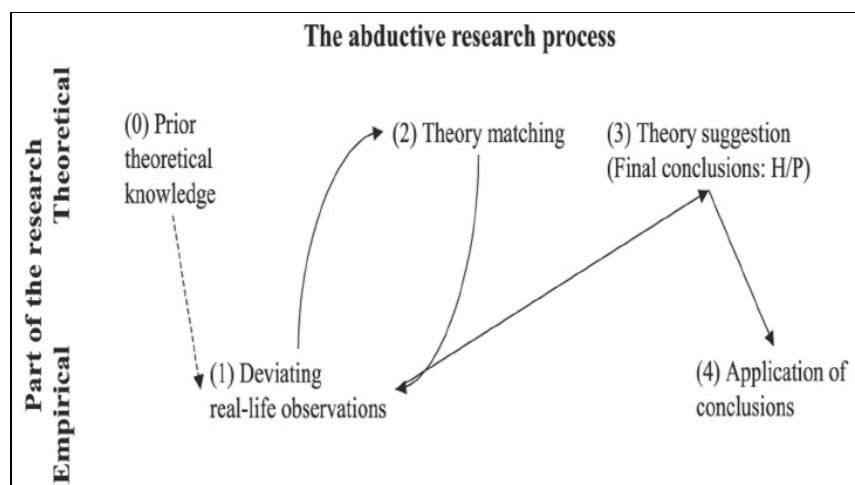 The abductive research process
Part of the research
Theoretical
Empirical
(0) Prior
theoretical
knowledge
(2) Theory matching
(3) Theory suggestion
(Final conclusions: H/P)
(1) Deviating
real-life observations
(4) Application of
conclusions